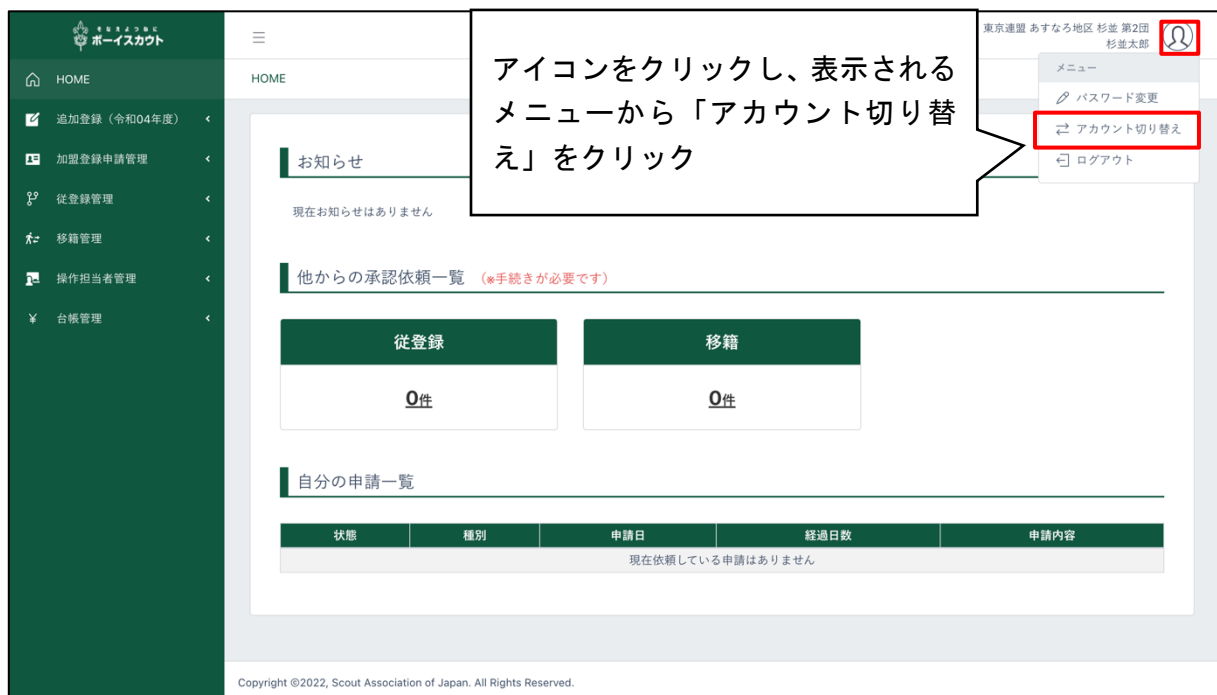 そなえよつねに
ボーイスカウト
東京連盟 あすなろ地区 杉並 第2団
杉並太郎
HOME
追加登録（令和04年度）
加盟登録申請管理
従登録管理
移籍管理
操作担当者管理
¥ 台帳管理
HOME
アイコンをクリックし、表示される
メニューから「アカウント切り替
え」をクリック
メニュー
パスワード変更
アカウント切り替え
ログアウト
お知らせ
現在お知らせはありません
他からの承認依頼一覧 （※手続きが必要です）
従登録 移籍
0件 0件
自分の申請一覧
状態 種別 申請日 経過日数 申請内容
現在依頼している申請はありません
Copyright ©2022, Scout Association of Japan. All Rights Reserved.